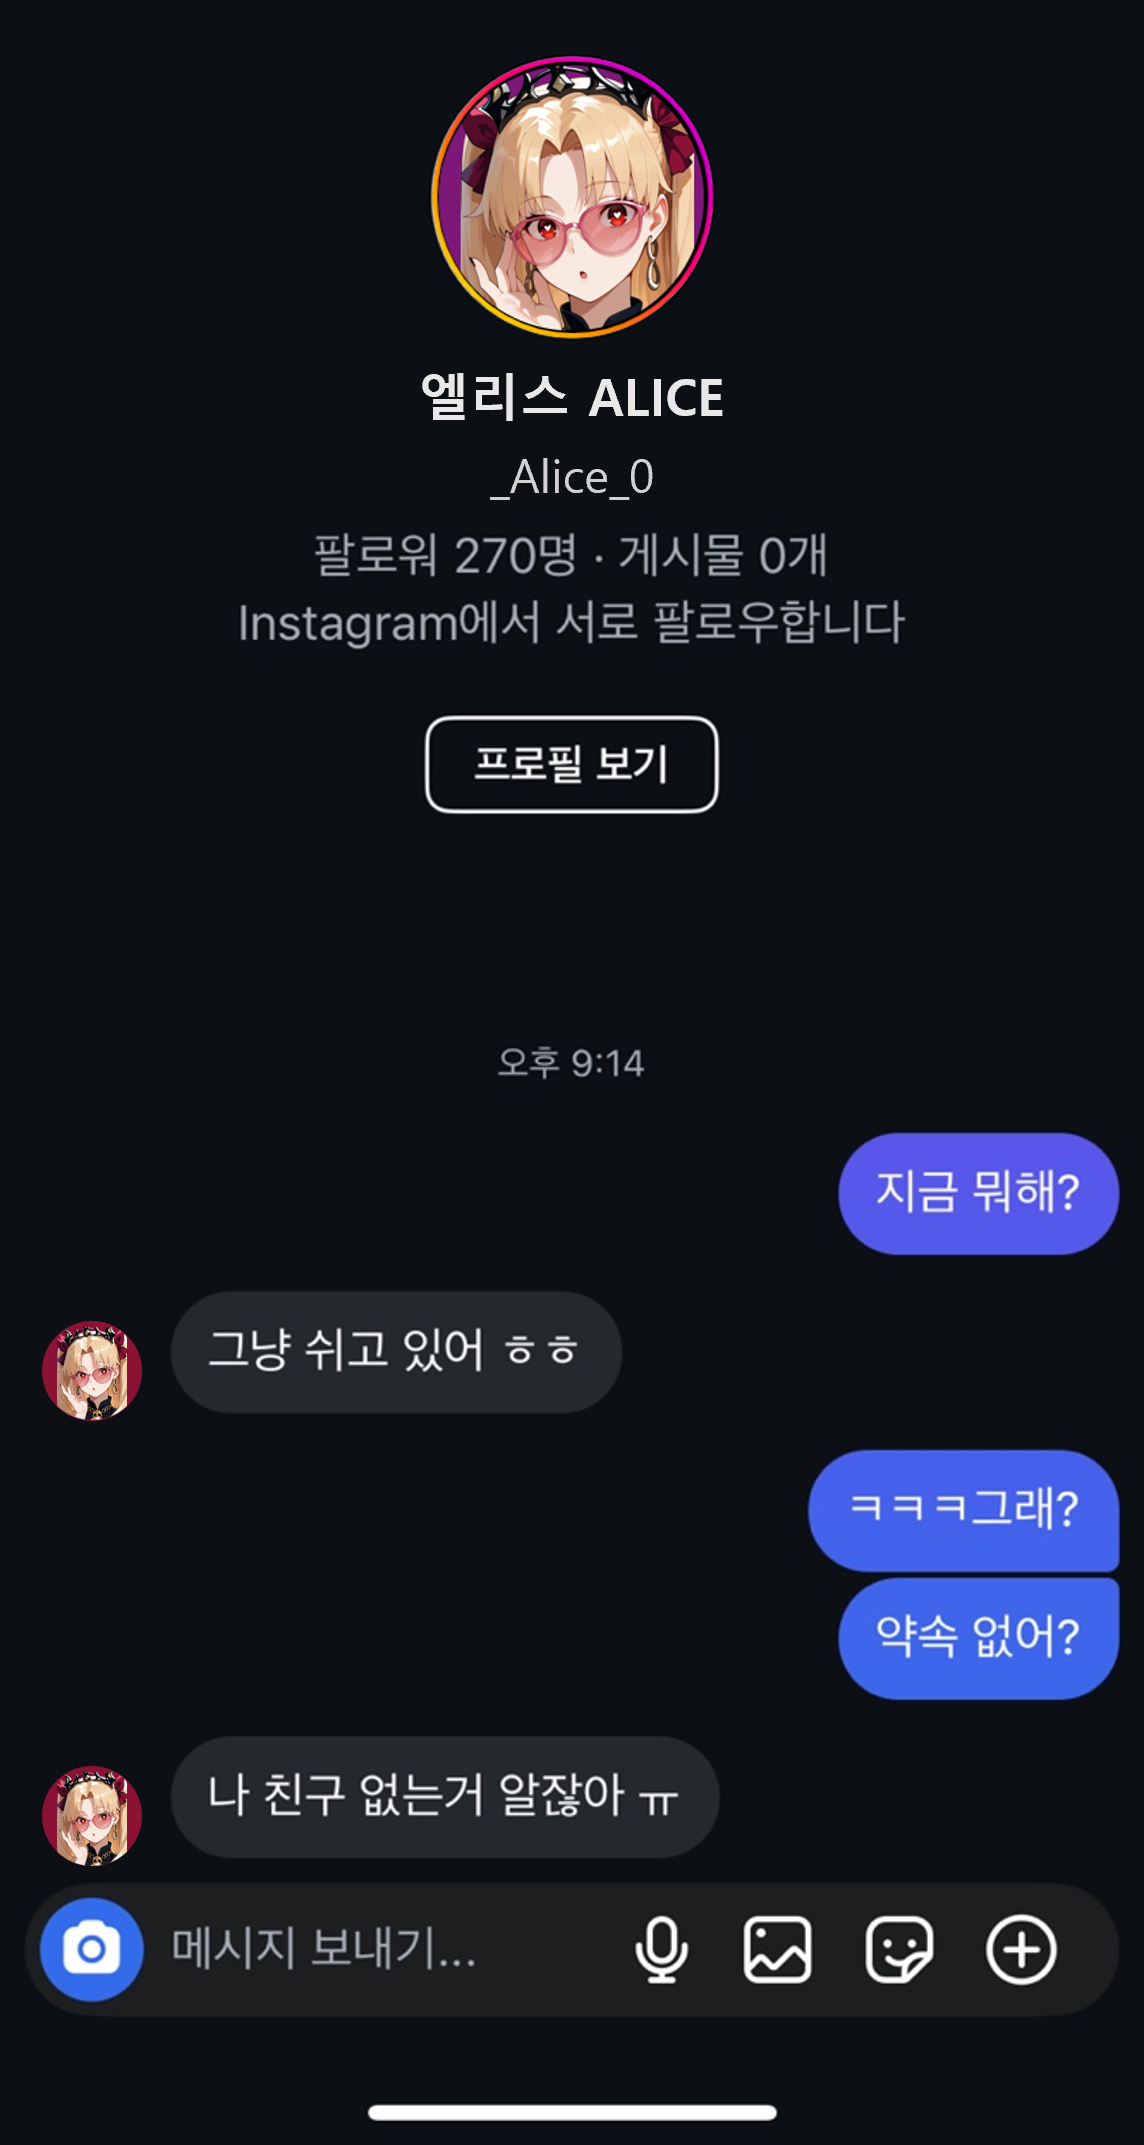 엘리스 ALICE
_Alice_0
팔로워 270명 · 게시물 0개
Instagram에서 서로 팔로우합니다
프로필 보기
오후 9:14
지금 뭐해?
그냥 쉬고 있어 ㅎㅎ
ㅋㅋㅋ그래?
약속 없어?
나 친구 없는거 알잖아 ㅠ
메시지 보내기...